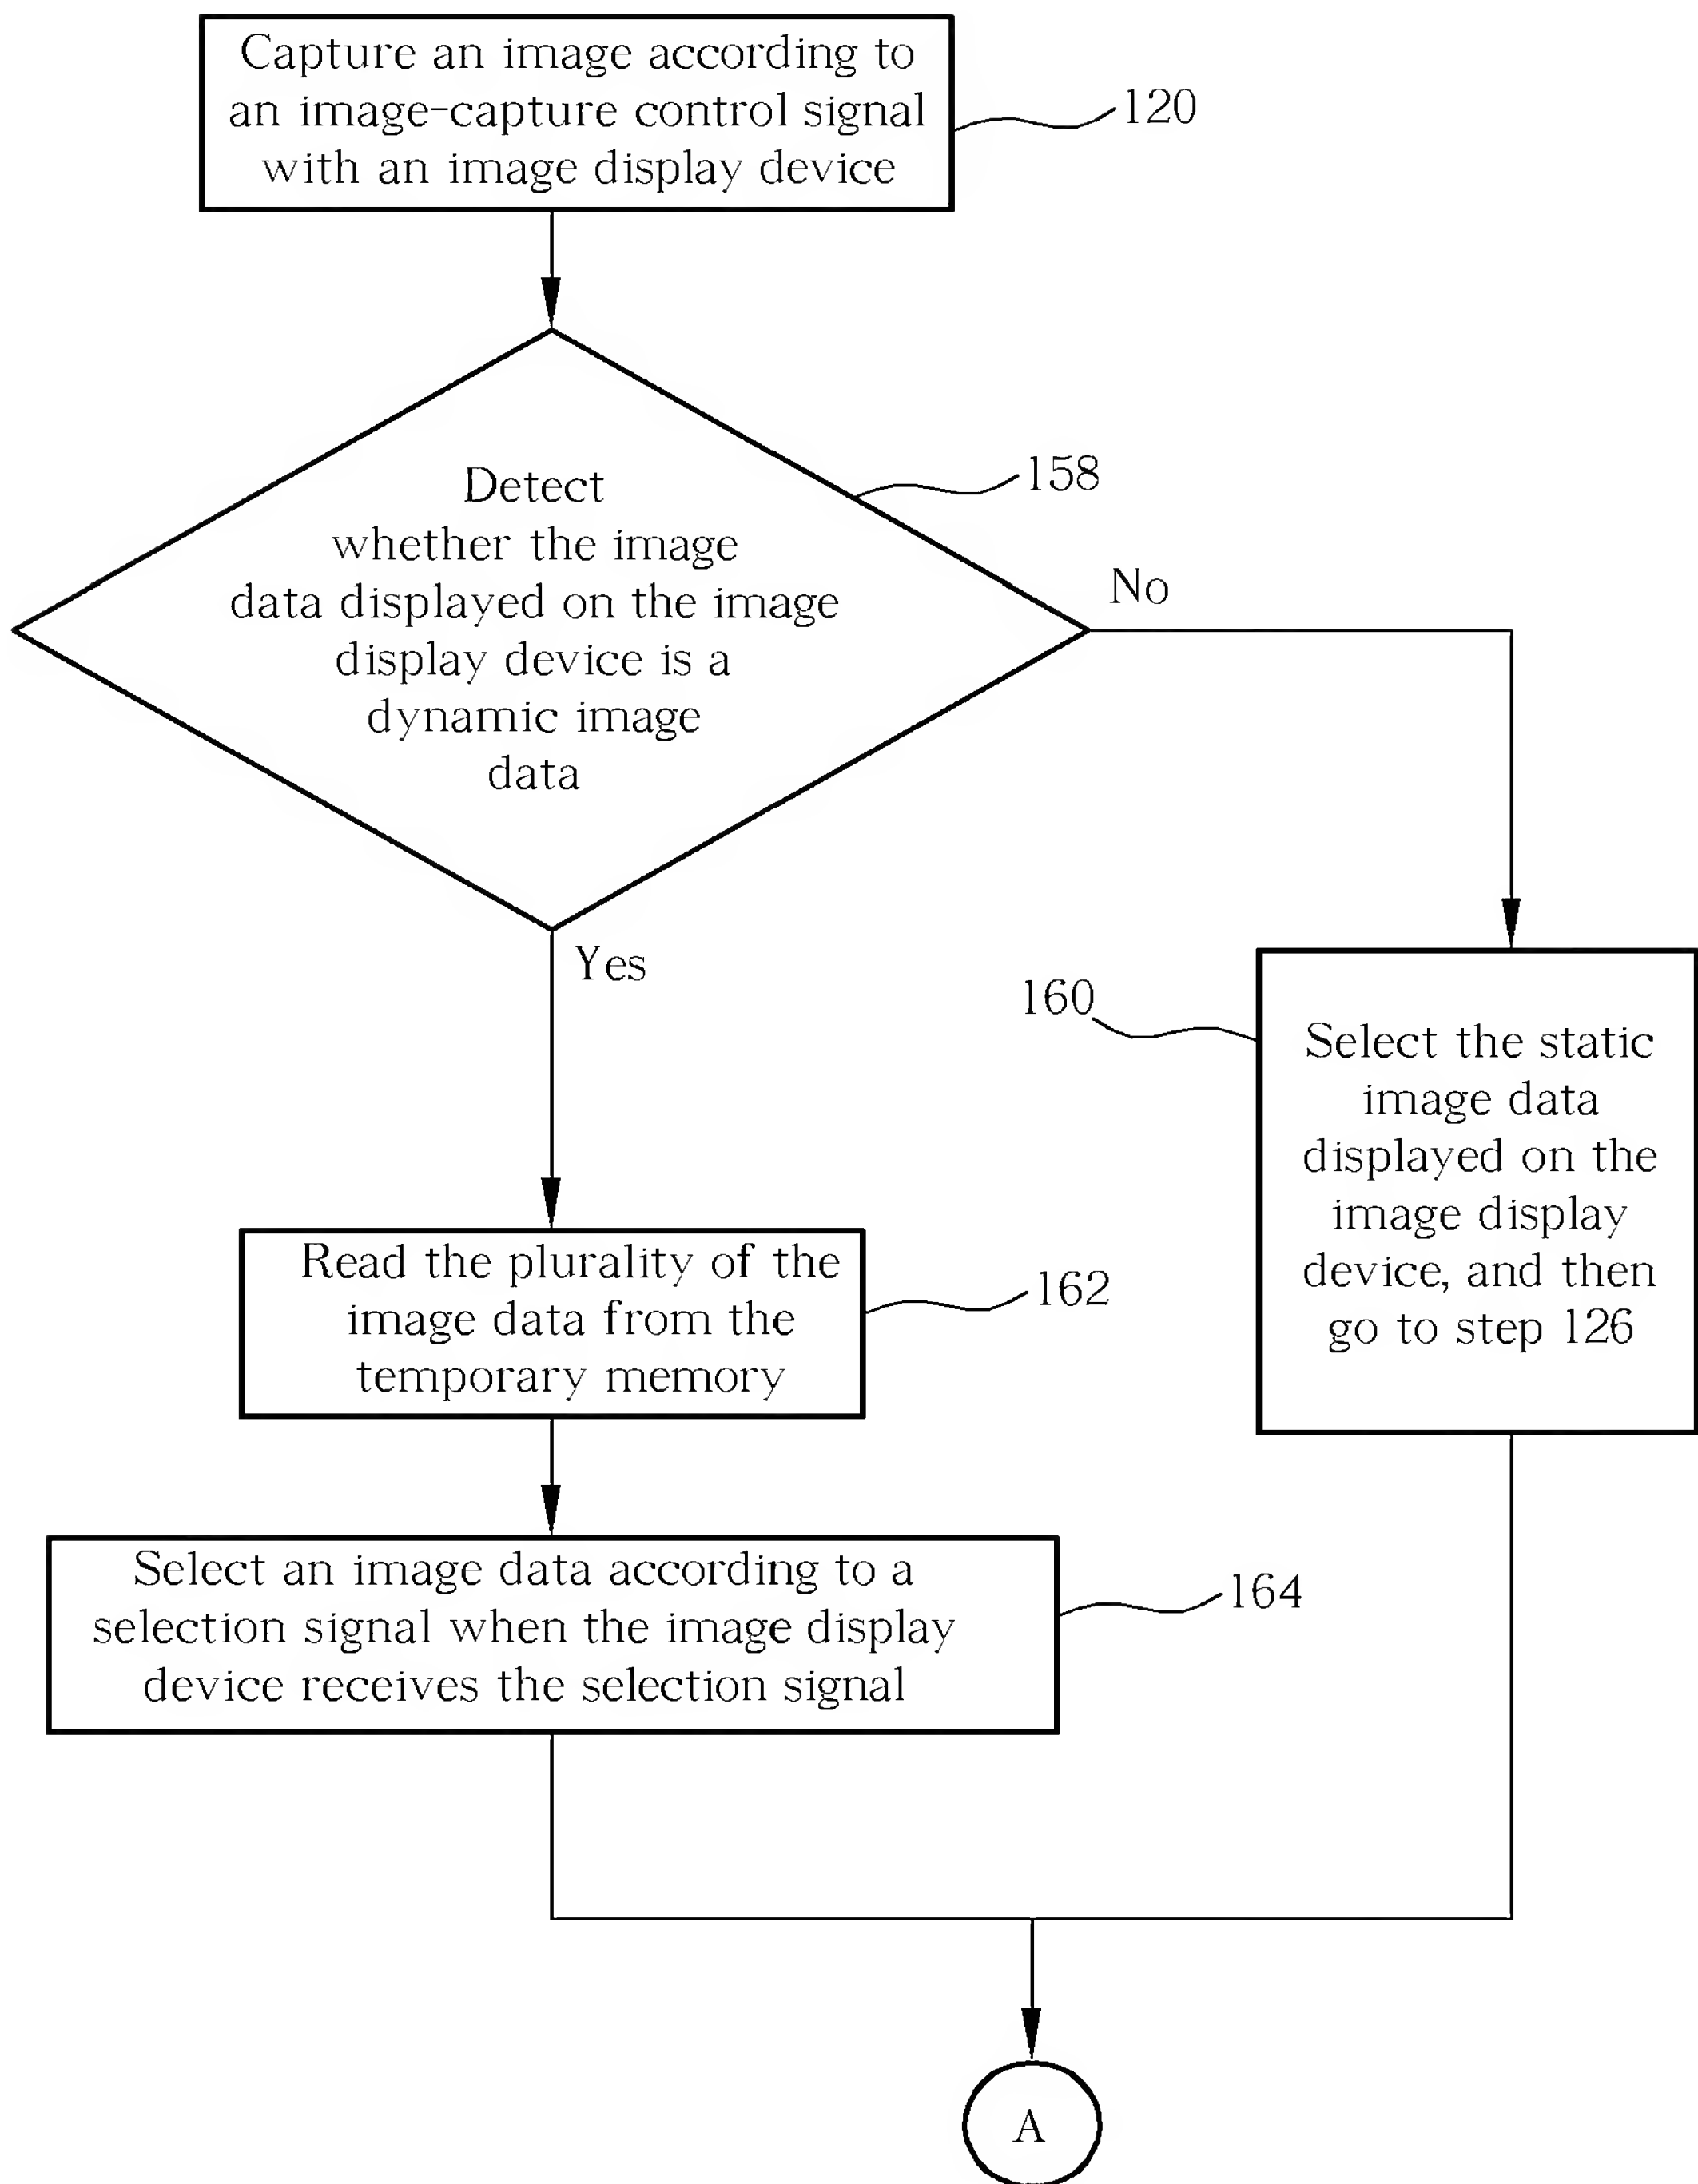 Capture an image according to
an image-capture control signal
with an image display device
120
Detect
whether the image
data displayed on the image
display device is a
dynamic image
data
158
No
Yes
160
Select the static
image data
displayed on the
image display
device, and then
go to step 126
Read the plurality of the
image data from the
temporary memory
162
Select an image data according to a
selection signal when the image display
device receives the selection signal
164
A